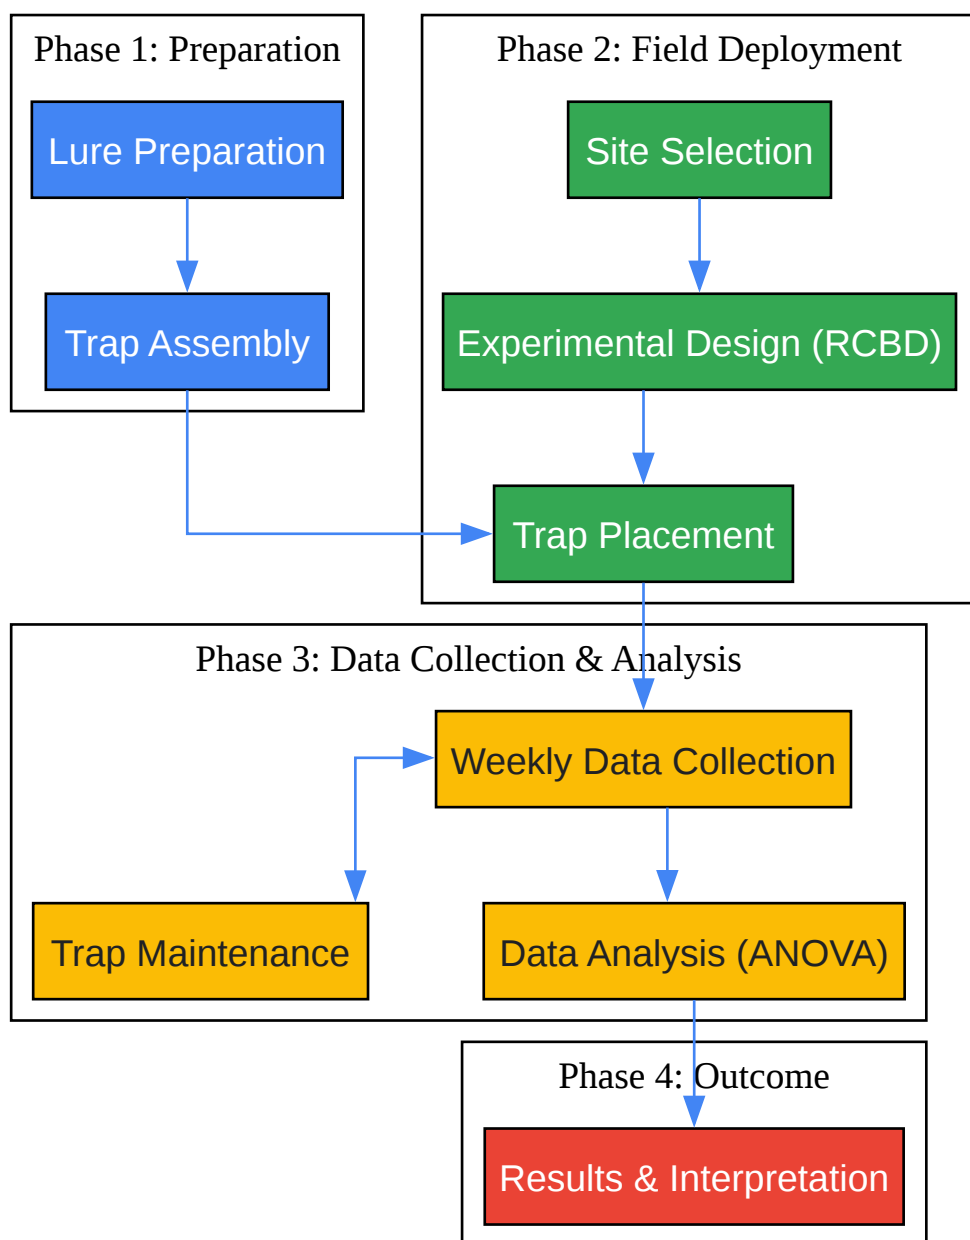 Phase 1: Preparation
Lure Preparation
Trap Assembly
Phase 2: Field Deployment
Site Selection
Experimental Design (RCBD)
Trap Placement
Phase 3: Data Collection & Analysis
Weekly Data Collection
Trap Maintenance
Data Analysis (ANOVA)
Phase 4: Outcome
Results & Interpretation